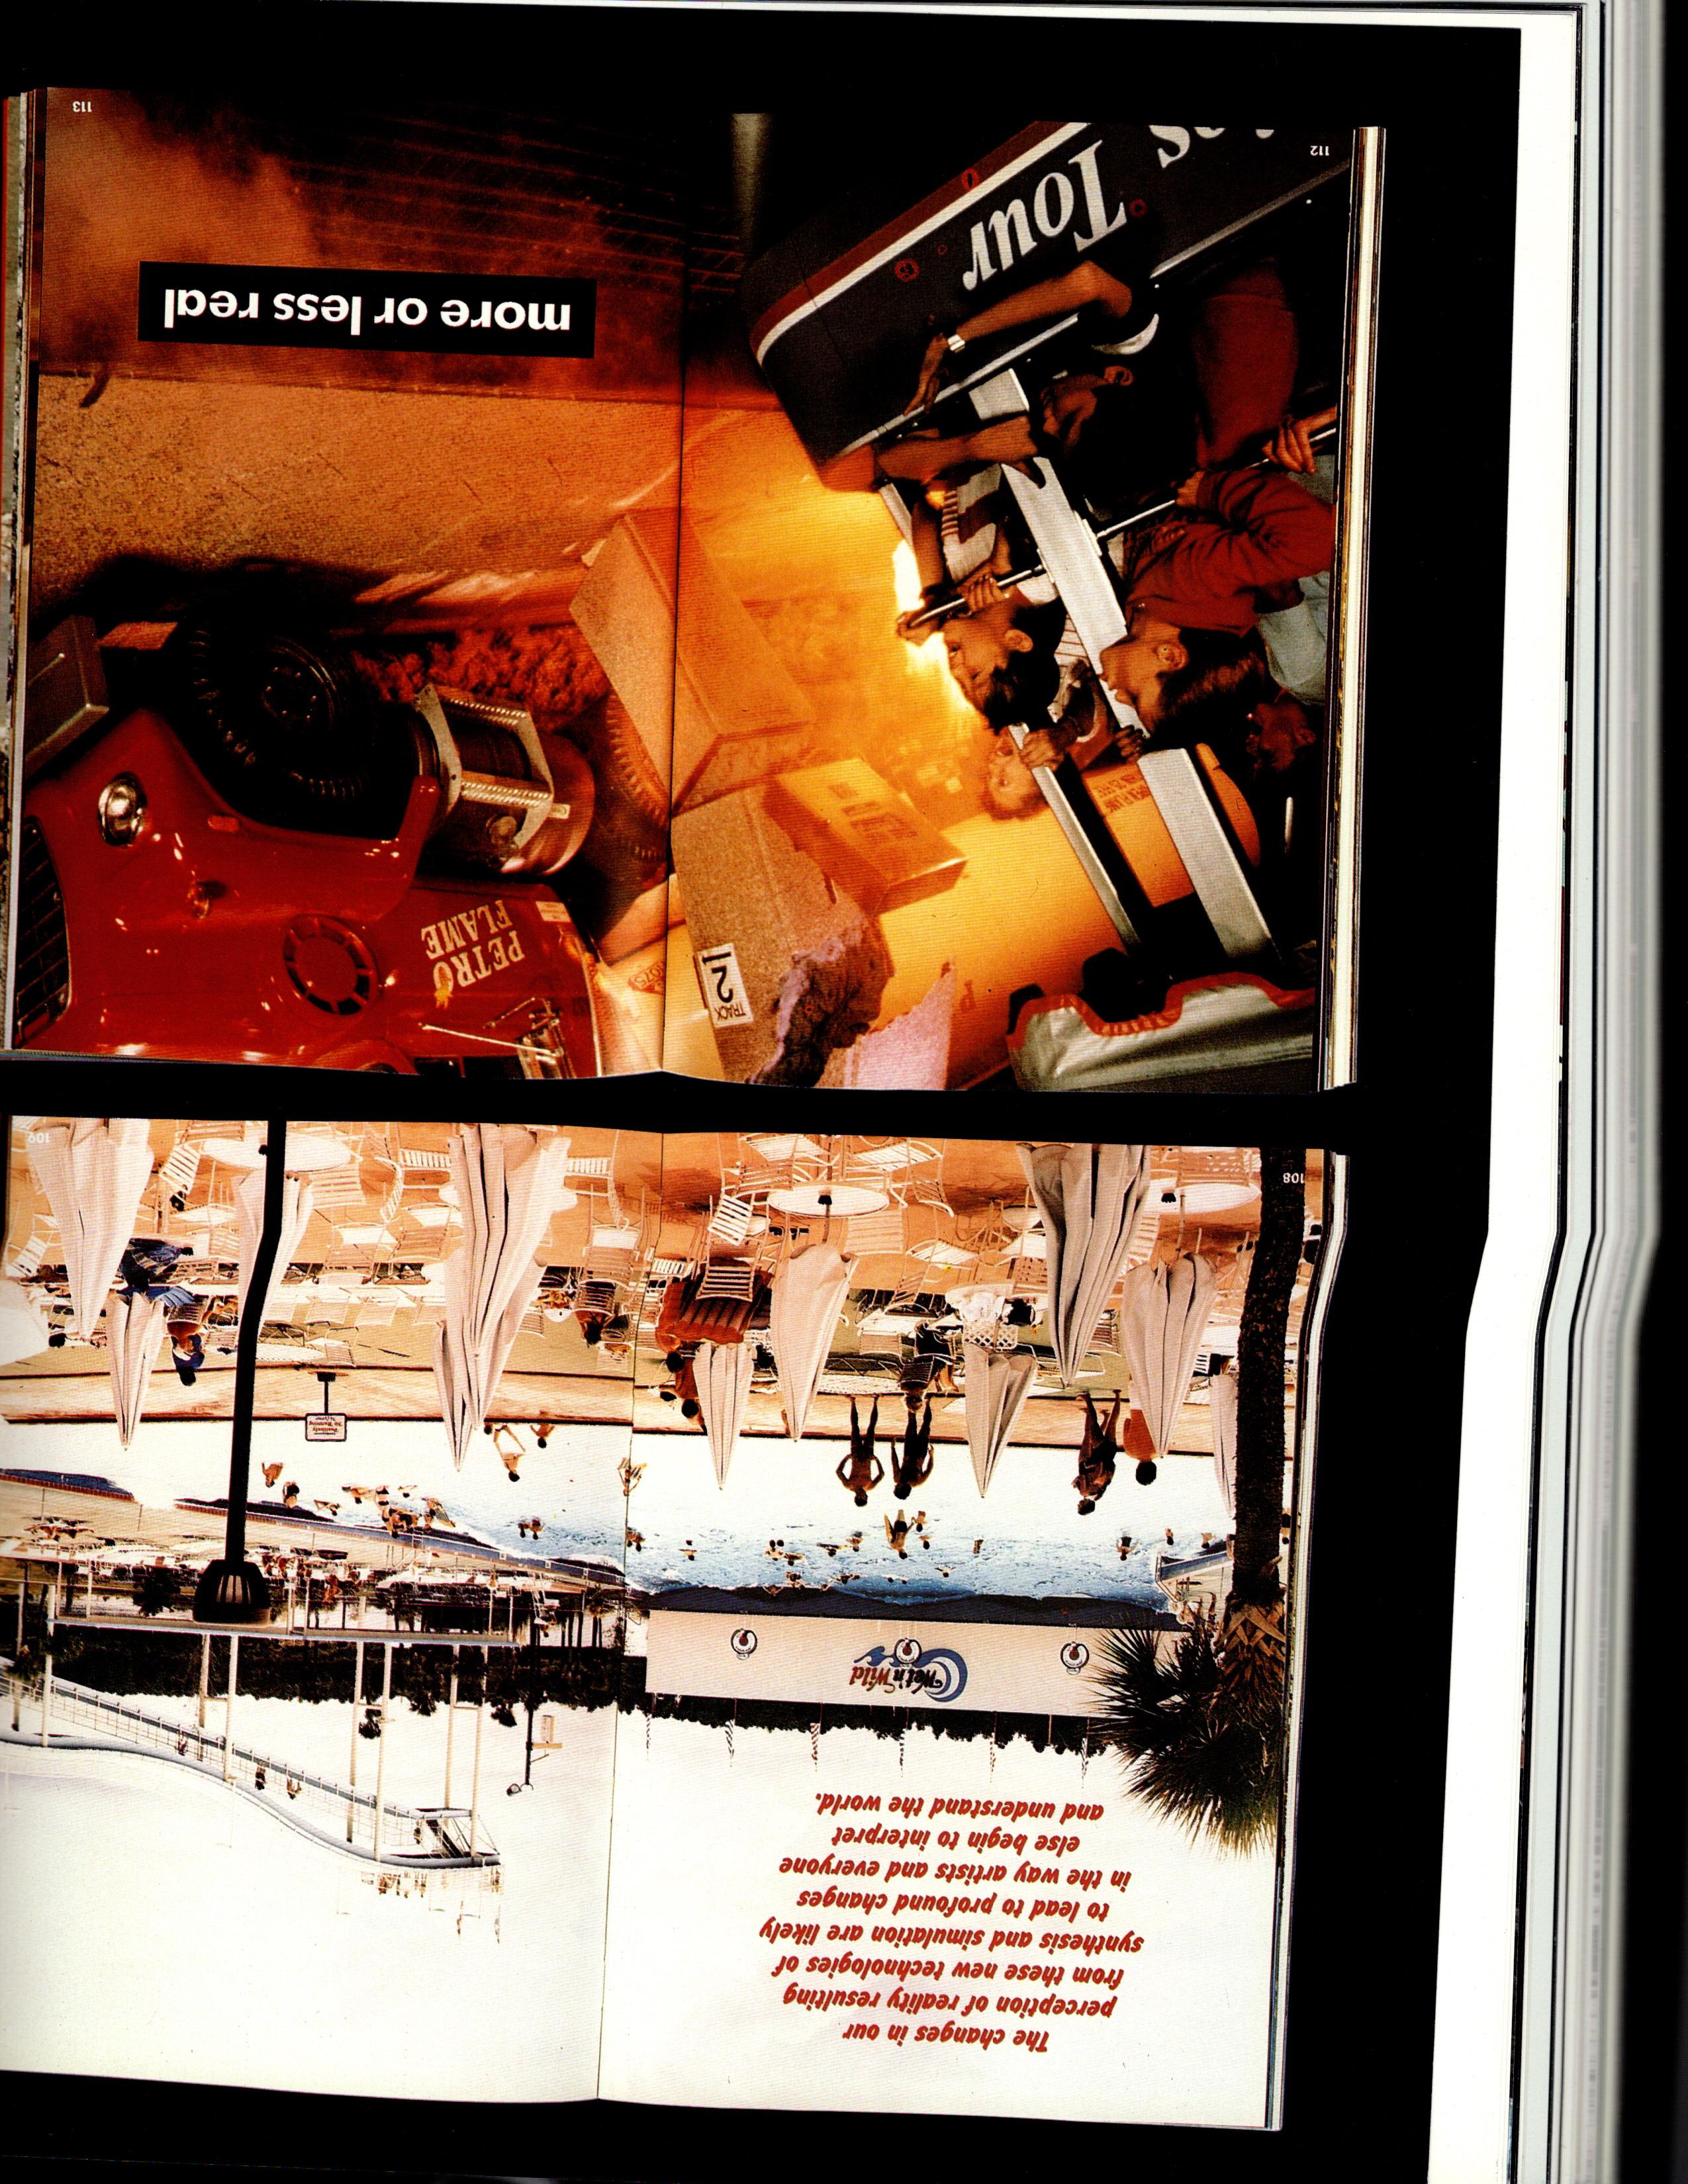 The changes in our
perception of reality resulting
from these new technologies of
synthesis and simulation are likely
to lead to profound changes
in the way artists and everyone
else begin to interpret
and understand the world.
Wet'n Wild
108
109
TRACK
2
PETRO
FLAME
Tour
more or less real
112
113